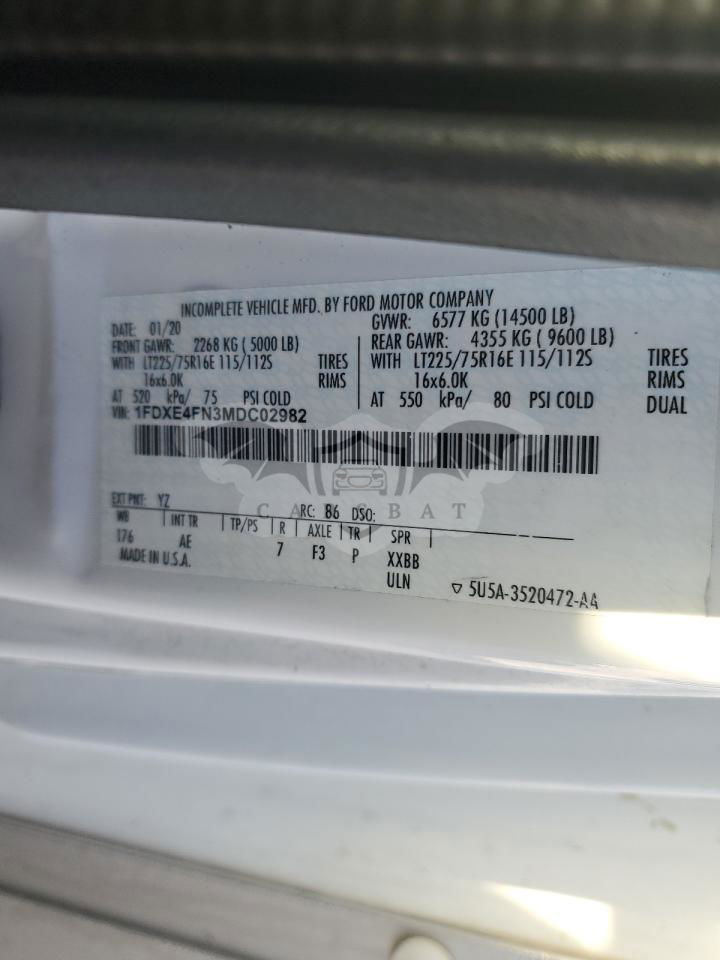 INCOMPLETE VEHICLE MFD. BY FORD MOTOR COMPANY
DATE: 01/20 GVWR: 6577 KG (14500 LB)
FRONT GAWR: 2268 KG ( 5000 LB) REAR GAWR: 4355 KG ( 9600 LB)
WITH LT225/75R16E 115/112S TIRES WITH LT225/75R16E 115/112S TIRES
16x6.0K RIMS 16x6.0K RIMS
AT 520 kPa/ 75 PSI COLD AT 550 kPa/ 80 PSI COLD DUAL
VIN: 1FDXE4FN3MDC02982
CAR BAT
EXT PNT: YZ ARC: 86 DSO:
WB INT TR TP/PS R AXLE TR SPR
176 AE 7 F3 P XXBB
MADE IN U.S.A. ULN
▽ 5U5A-3520472-AA